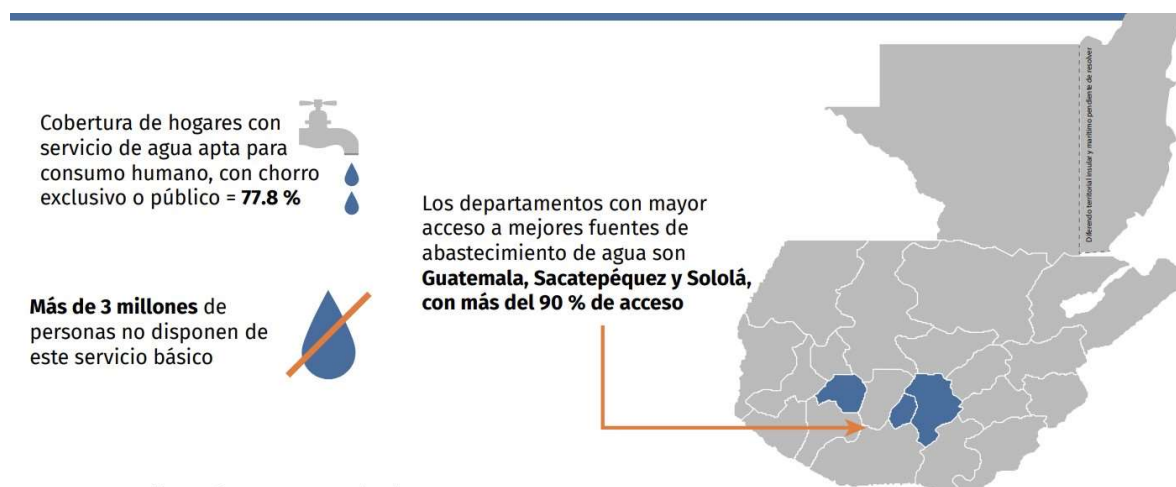 Cobertura de hogares con
servicio de agua apta para
consumo humano, con chorro
exclusivo o público = 77.8 %
Más de 3 millones de
personas no disponen de
este servicio básico
Los departamentos con mayor
acceso a mejores fuentes de
abastecimiento de agua son
Guatemala, Sacatepéquez y Sololá,
con más del 90 % de acceso
Diferendo territorial insular y marítimo pendiente de resolver